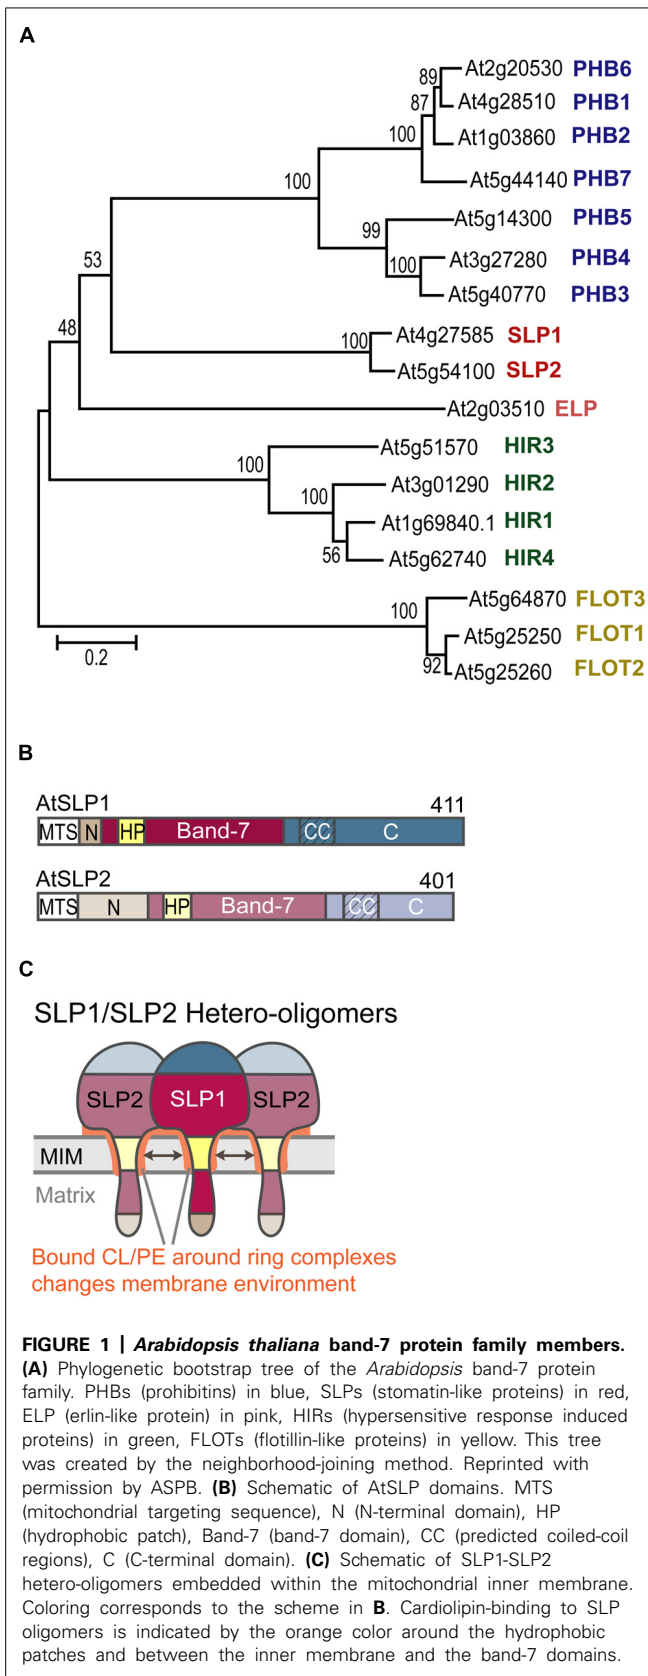 A
89 At2g20530 PHB6
At4g28510 PHB1
87
100 At1g03860 PHB2
100 At5g44140 PHB7
99 At5g14300 PHB5
100 At3g27280 PHB4
At5g40770 PHB3
53
48 At4g27585 SLP1
100
At5g54100 SLP2
At2g03510 ELP
At5g51570 HIR3
100
100 At3g01290 HIR2
At1g69840.1 HIR1
56 At5g62740 HIR4
100 At5g64870 FLOT3
At5g25250 FLOT1
0.2 92 At5g25260 FLOT2
B
AtSLP1 411
MTS N HP Band-7 CC C
AtSLP2 401
MTS N HP Band-7 CC C
C
SLP1/SLP2 Hetero-oligomers
SLP2 SLP1 SLP2
MIM
Matrix
Bound CL/PE around ring complexes
changes membrane environment
FIGURE 1 | Arabidopsis thaliana band-7 protein family members.
(A) Phylogenetic bootstrap tree of the Arabidopsis band-7 protein
family. PHBs (prohibitins) in blue, SLPs (stomatin-like proteins) in red,
ELP (erlin-like protein) in pink, HIRs (hypersensitive response induced
proteins) in green, FLOTs (flotillin-like proteins) in yellow. This tree
was created by the neighborhood-joining method. Reprinted with
permission by ASPB. (B) Schematic of AtSLP domains. MTS
(mitochondrial targeting sequence), N (N-terminal domain), HP
(hydrophobic patch), Band-7 (band-7 domain), CC (predicted coiled-coil
regions), C (C-terminal domain). (C) Schematic of SLP1-SLP2
hetero-oligomers embedded within the mitochondrial inner membrane.
Coloring corresponds to the scheme in B. Cardiolipin-binding to SLP
oligomers is indicated by the orange color around the hydrophobic
patches and between the inner membrane and the band-7 domains.